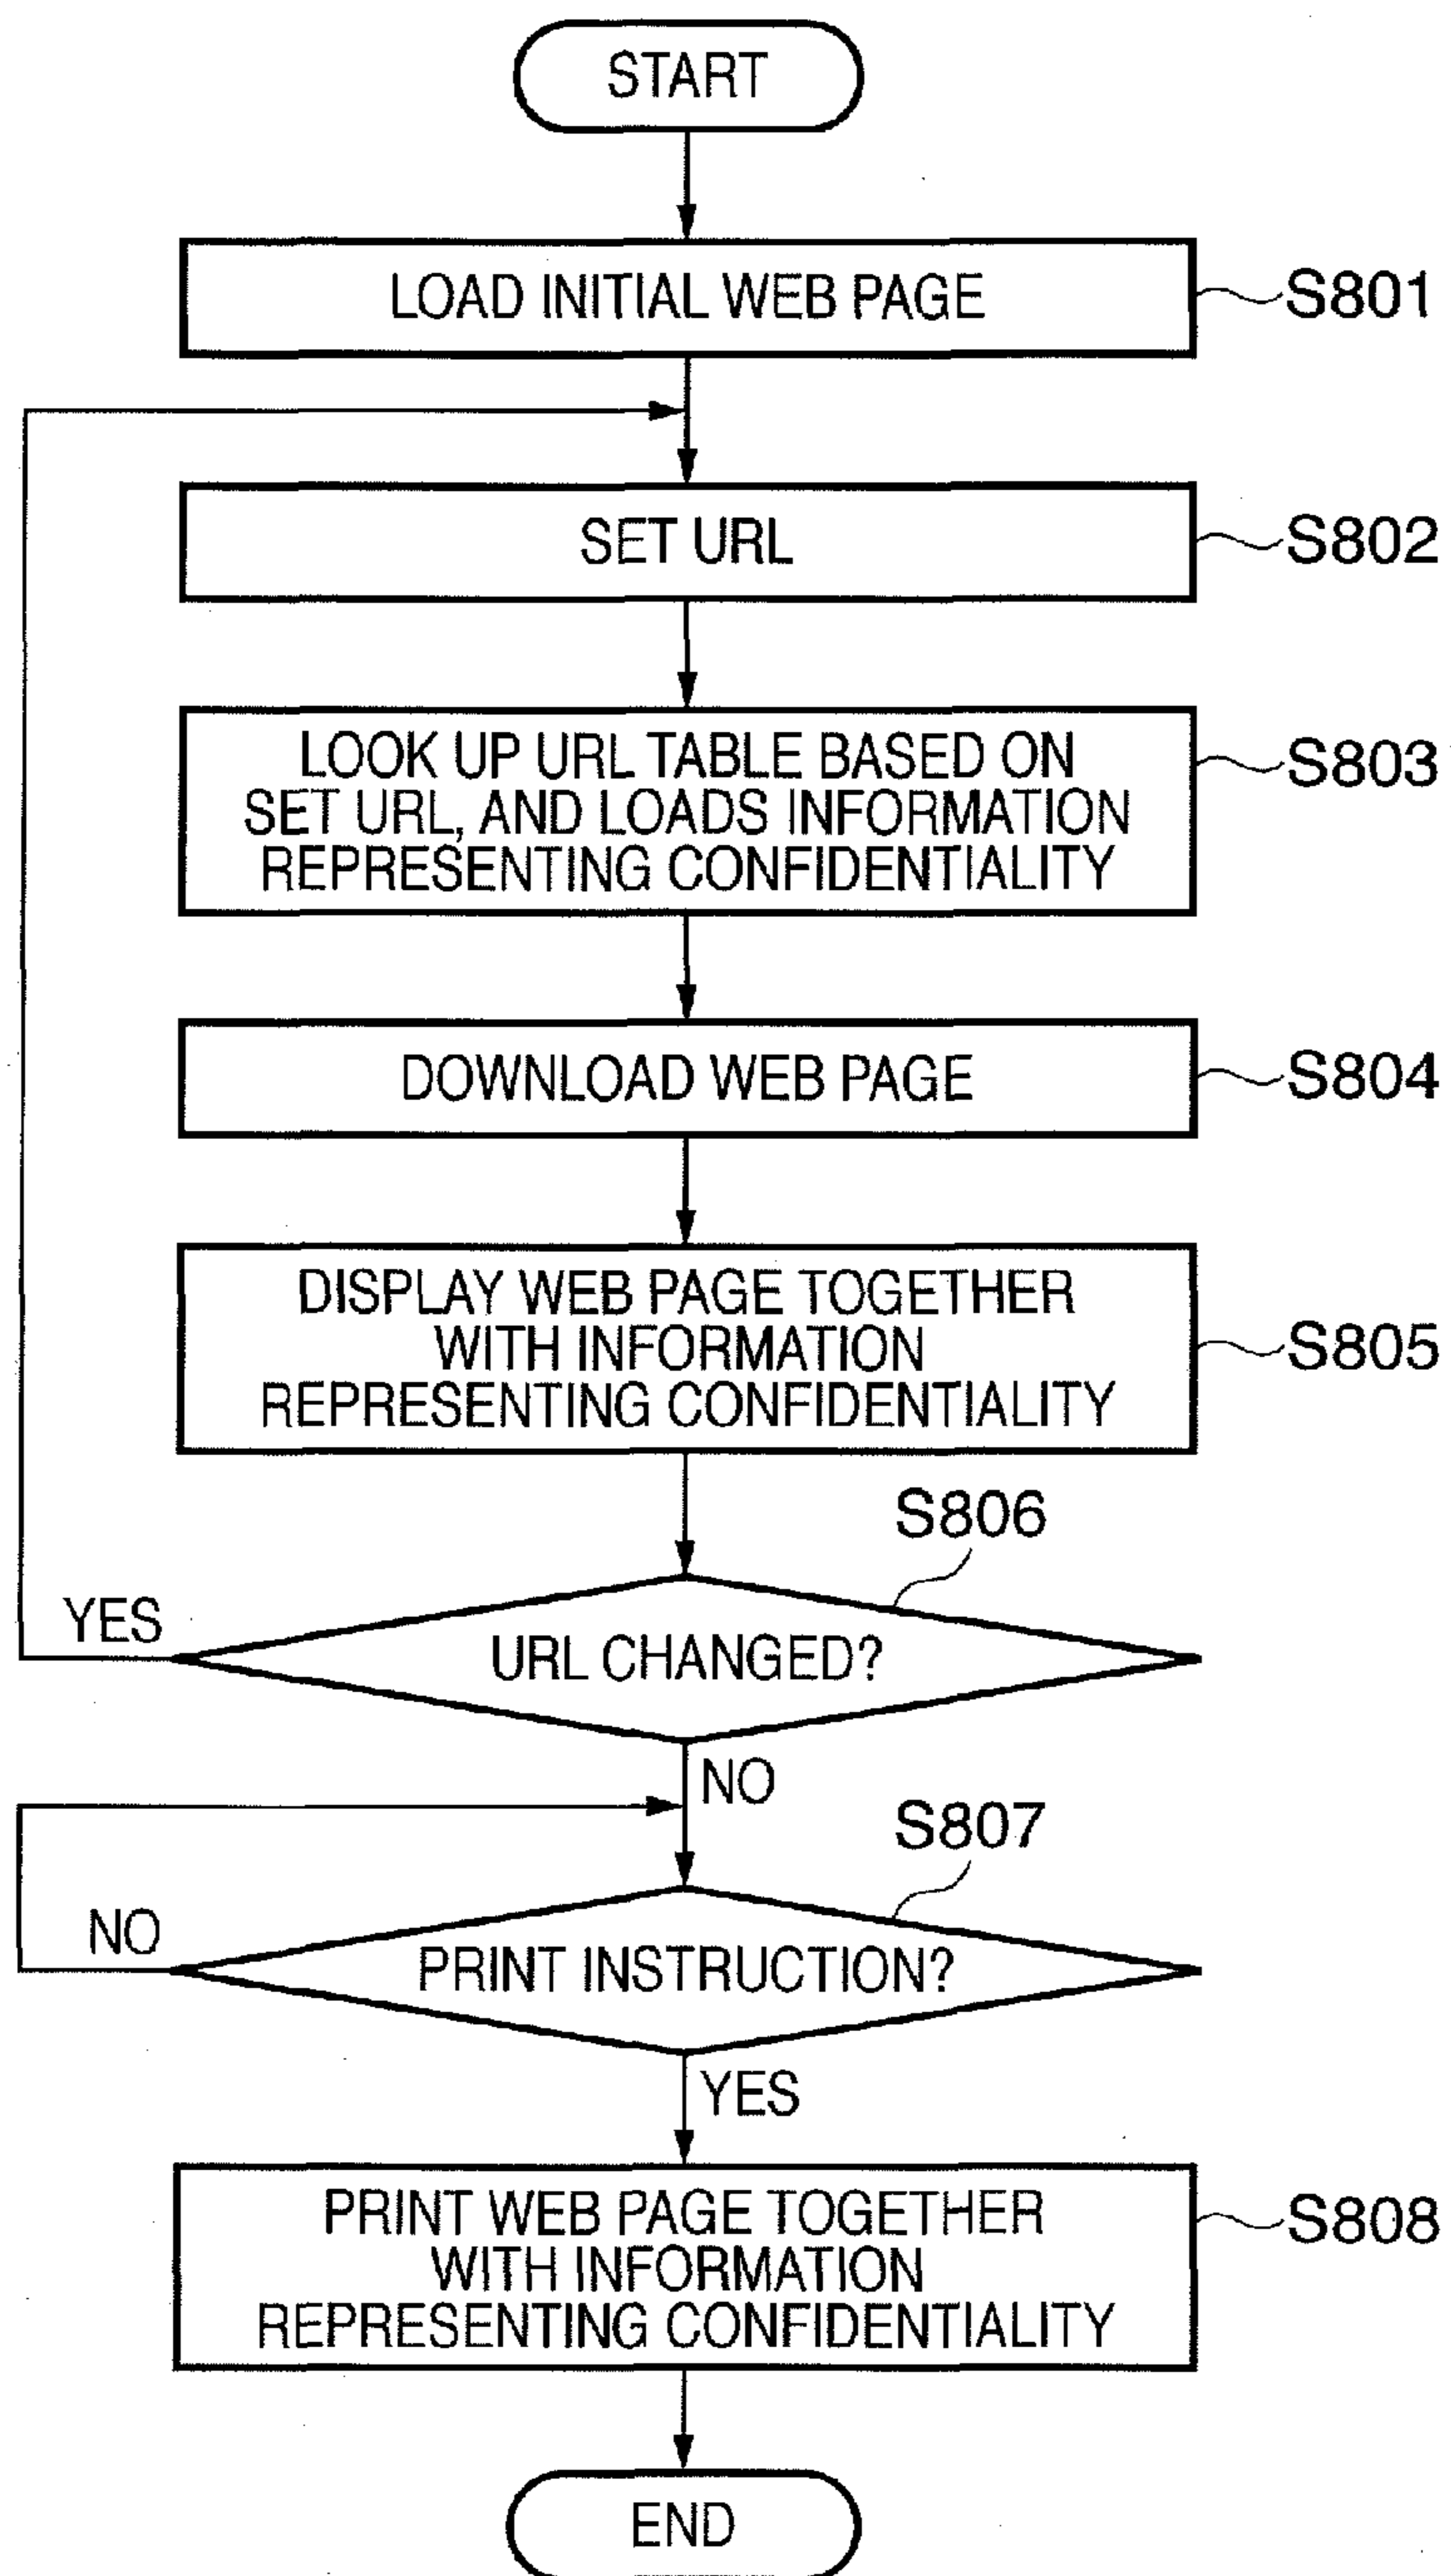 START
LOAD INITIAL WEB PAGE
S801
SET URL
S802
LOOK UP URL TABLE BASED ON
SET URL, AND LOADS INFORMATION
REPRESENTING CONFIDENTIALITY
S803
DOWNLOAD WEB PAGE
S804
DISPLAY WEB PAGE TOGETHER
WITH INFORMATION
REPRESENTING CONFIDENTIALITY
S805
S806
YES
URL CHANGED?
NO
S807
NO
PRINT INSTRUCTION?
YES
PRINT WEB PAGE TOGETHER
WITH INFORMATION
REPRESENTING CONFIDENTIALITY
S808
END